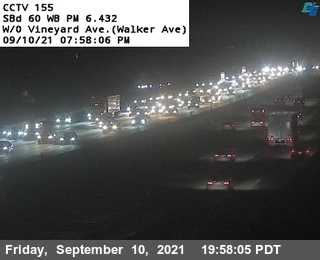 CCTV 155
SBd 60 WB PM 6.432
W/O Vineyard Ave.(Walker Ave)
09/10/21 07:58:06 PM
Friday, September 10, 2021 19:58:05 PDT